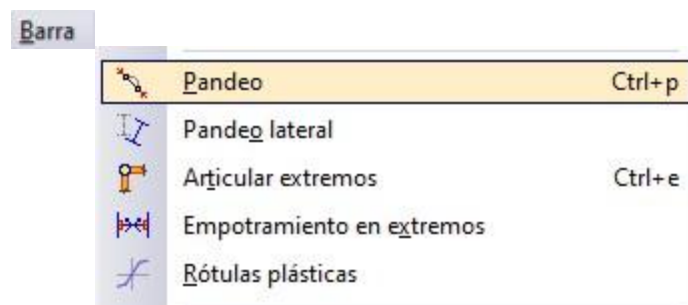 Barra
Pandeo Ctrl+p
Pandeo lateral
Articular extremos Ctrl+e
Empotramiento en extremos
Rótulas plásticas